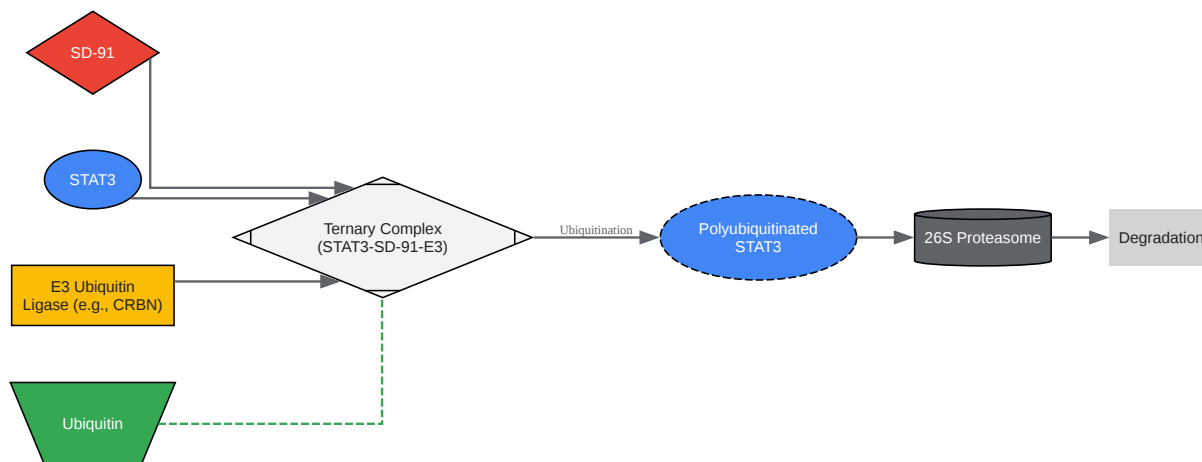 SD-91
STAT3
Ternary Complex
(STAT3-SD-91-E3)
Ubiquitination
Polyubiquitinated
STAT3
26S Proteasome
Degradation
E3 Ubiquitin
Ligase (e.g., CRBN)
Ubiquitin